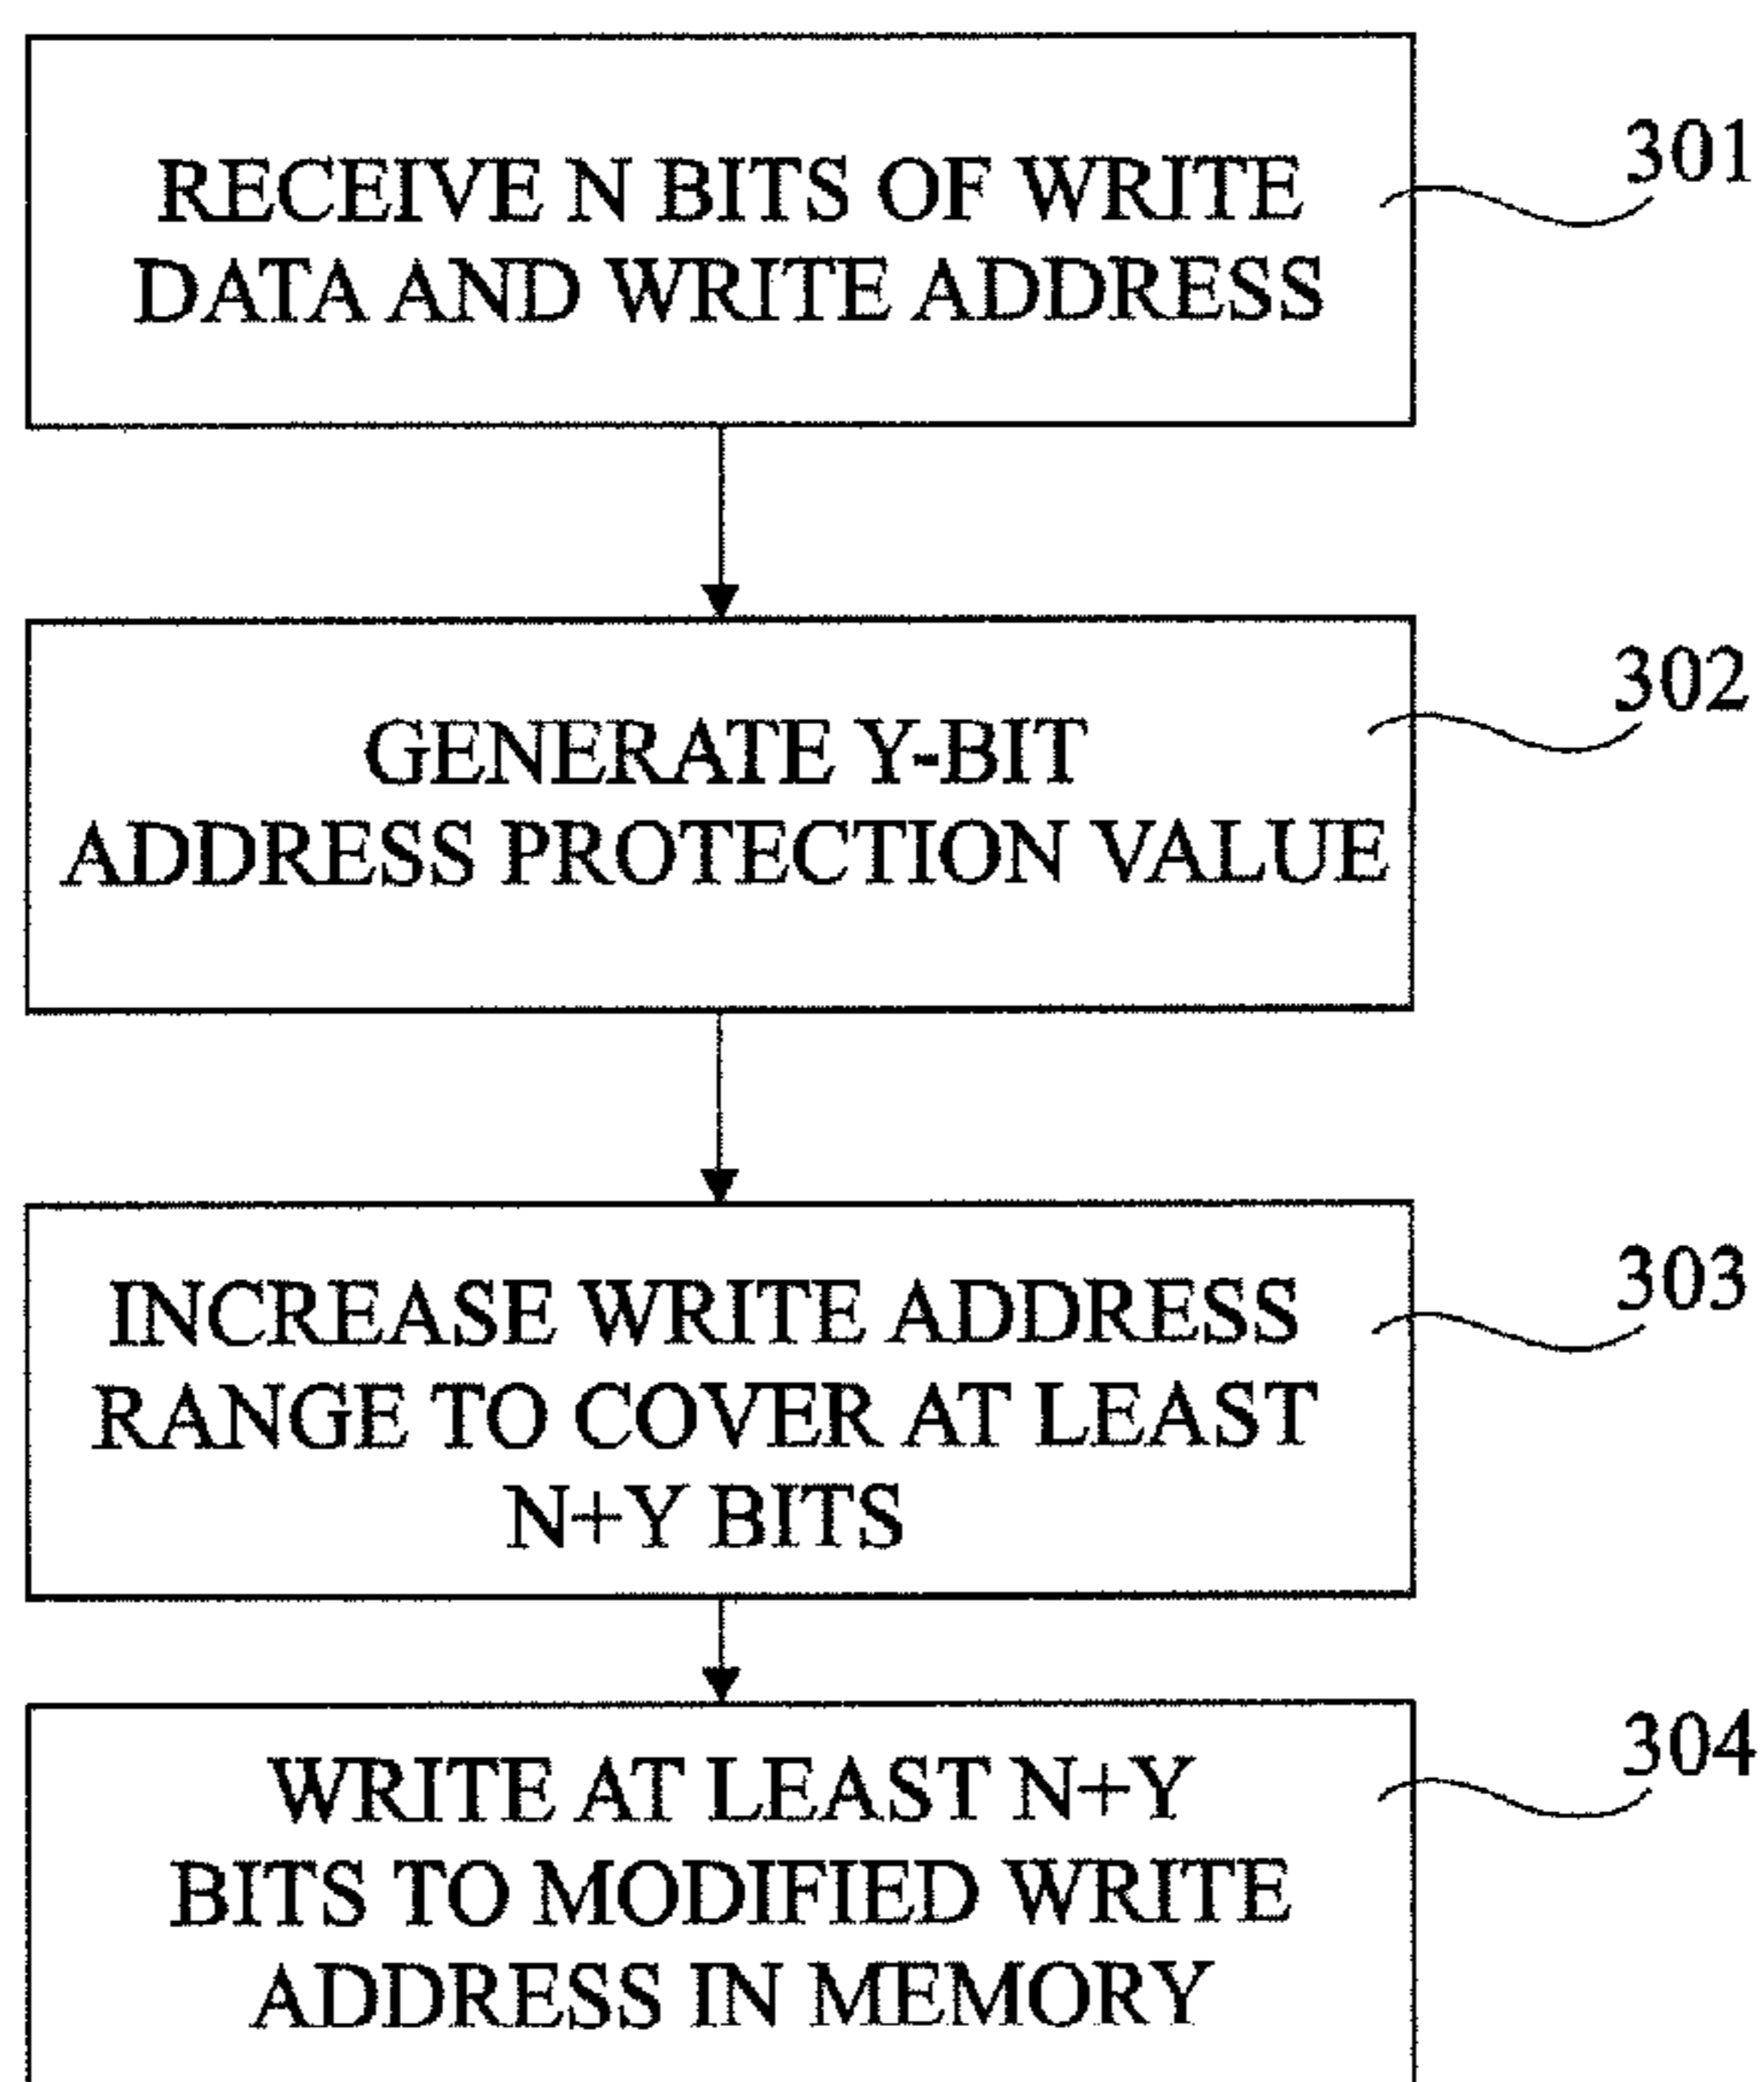 RECEIVE N BITS OF WRITE
DATA AND WRITE ADDRESS
301
GENERATE Y-BIT
ADDRESS PROTECTION VALUE
302
INCREASE WRITE ADDRESS
RANGE TO COVER AT LEAST
N+Y BITS
303
WRITE AT LEAST N+Y
BITS TO MODIFIED WRITE
ADDRESS IN MEMORY
304